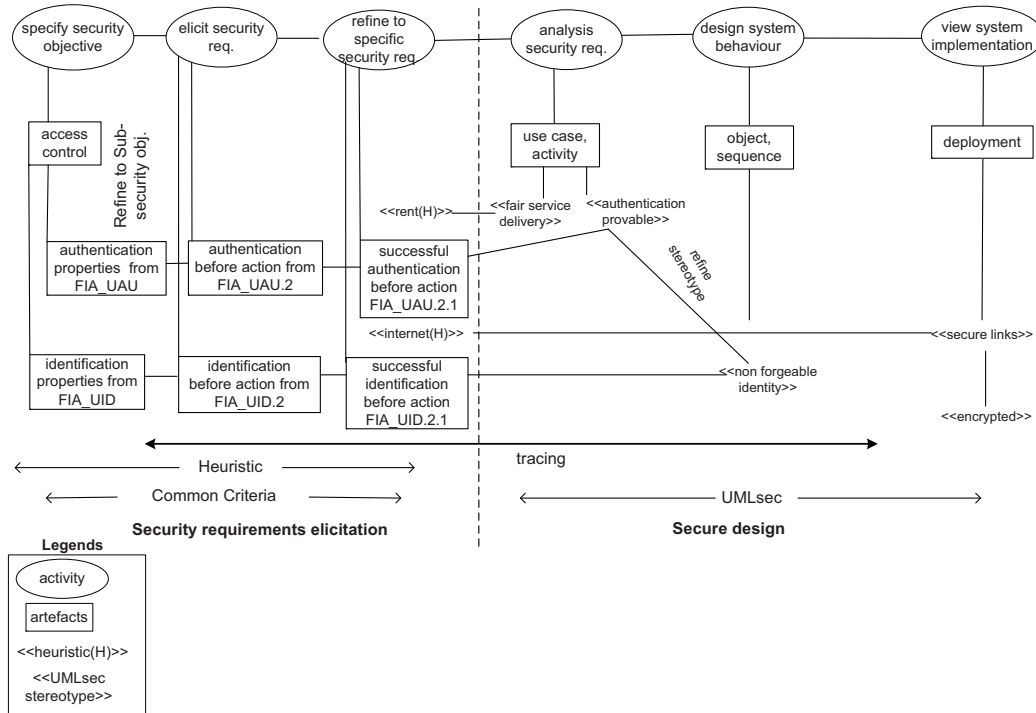 specify security
objective
elicit security
req.
refine to
specific
security req.
analysis
security req.
design system
behaviour
view system
implementation
access
control
Refine to Sub-
security obj.
use case,
activity
object,
sequence
deployment
<<rent(H)>>
<<fair service
delivery>>
<<authentication
provable>>
authentication
properties from
FIA_UAU
authentication
before action from
FIA_UAU.2
successful
authentication
before action
FIA_UAU.2.1
refine
stereotype
<<internet(H)>>
<<secure links>>
identification
properties from
FIA_UID
identification
before action from
FIA_UID.2
successful
identification
before action
FIA_UID.2.1
<<non forgeable
identity>>
<<encrypted>>
tracing
Heuristic
Common Criteria
UMLsec
Security requirements elicitation
Secure design
Legends
activity
artefacts
<<heuristic(H)>>
<<UMLsec
stereotype>>